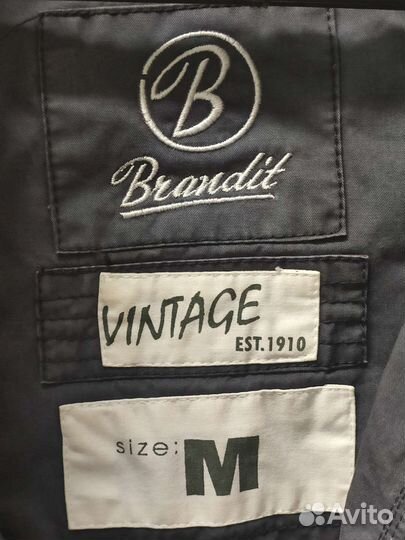 B
Brandit
VINTAGE
EST.1910
size: M
Avito